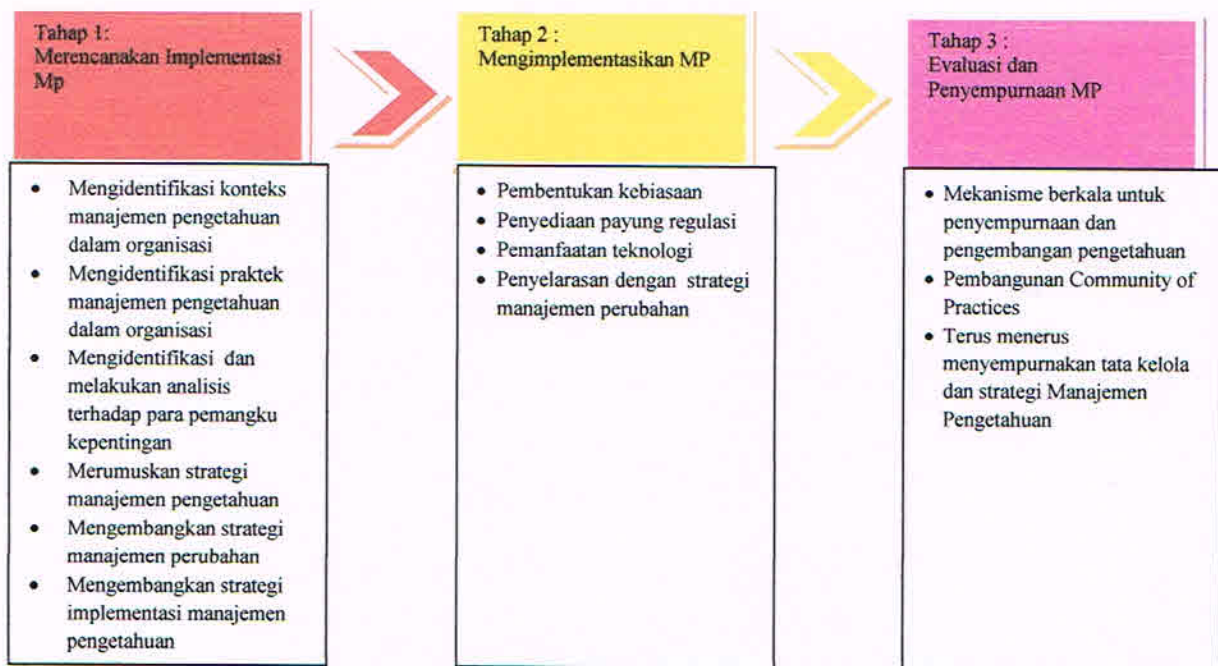 Tahap 1:
Merencanakan Implementasi
Mp
Tahap 2 :
Mengimplementasikan MP
Tahap 3 :
Evaluasi dan
Penyempurnaan MP
• Mengidentifikasi konteks
manajemen pengetahuan
dalam organisasi
• Mengidentifikasi praktek
manajemen pengetahuan
dalam organisasi
• Mengidentifikasi dan
melakukan analisis
terhadap para pemangku
kepentingan
• Merumuskan strategi
manajemen pengetahuan
• Mengembangkan strategi
manajemen perubahan
• Mengembangkan strategi
implementasi manajemen
pengetahuan
• Pembentukan kebiasaan
• Penyediaan payung regulasi
• Pemanfaatan teknologi
• Penyelarasan dengan strategi
manajemen perubahan
• Mekanisme berkala untuk
penyempurnaan dan
pengembangan pengetahuan
• Pembangunan Community of
Practices
• Terus menerus
menyempurnakan tata kelola
dan strategi Manajemen
Pengetahuan